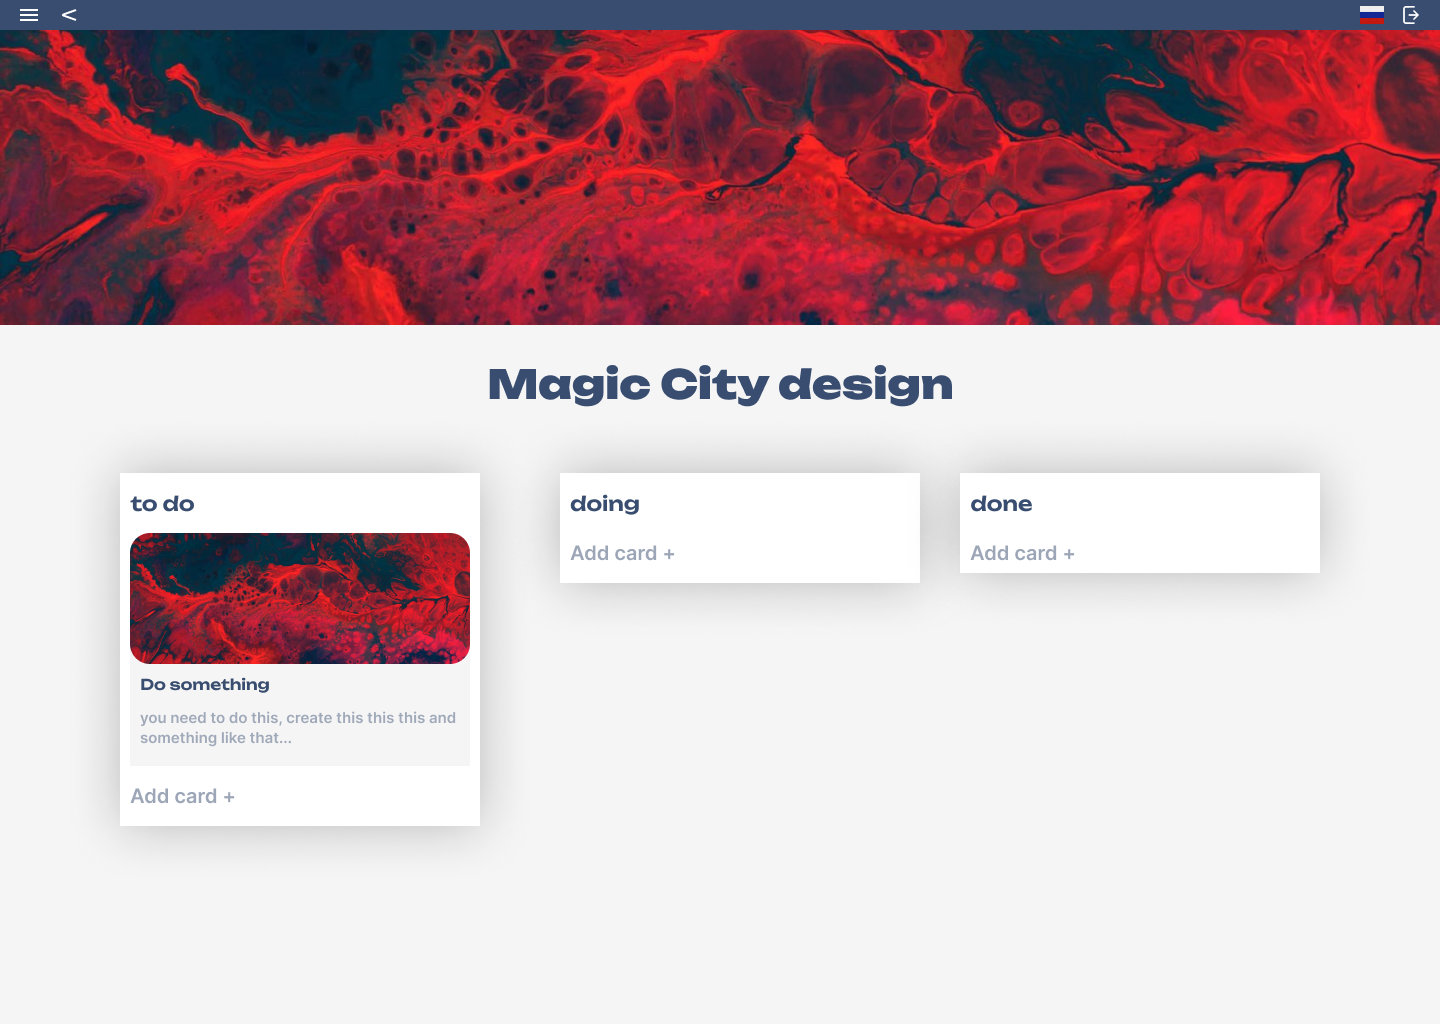 Magic City design
to do
Do something
you need to do this, create this this this and
something like that...
Add card +
doing
Add card +
done
Add card +